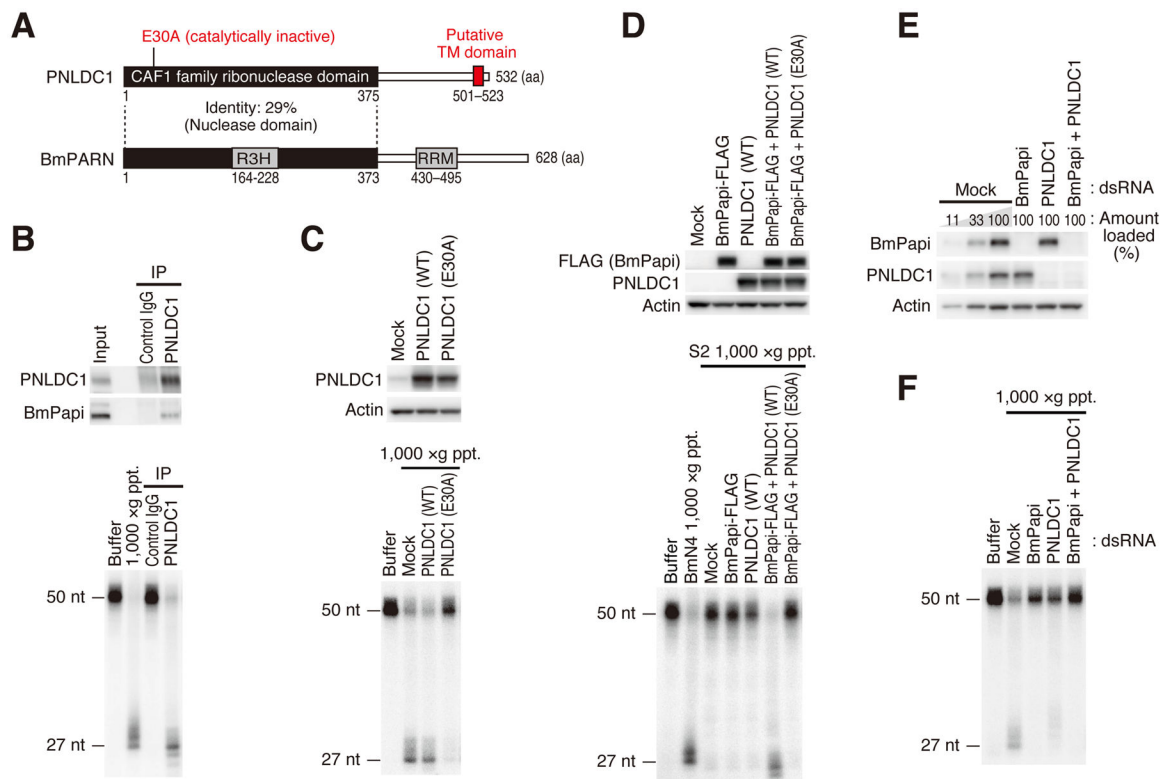 A
E30A (catalytically inactive)
Putative
TM domain
PNLDC1
CAF1 family ribonuclease domain
532 (aa)
1
375
501–523
Identity: 29%
(Nuclease domain)
BmPARN
R3H
RRM
628 (aa)
1
164-228
373
430–495
B
IP
Input
Control IgG
PNLDC1
PNLDC1
BmPapi
IP
Buffer
1,000 ×g ppt.
Control IgG
PNLDC1
50 nt
27 nt
C
Mock
PNLDC1 (WT)
PNLDC1 (E30A)
PNLDC1
Actin
1,000 ×g ppt.
Buffer
Mock
PNLDC1 (WT)
PNLDC1 (E30A)
50 nt
27 nt
D
Mock
BmPapi-FLAG
PNLDC1 (WT)
BmPapi-FLAG + PNLDC1 (WT)
BmPapi-FLAG + PNLDC1 (E30A)
FLAG (BmPapi)
PNLDC1
Actin
S2 1,000 ×g ppt.
Buffer
BmN4 1,000 ×g ppt.
Mock
BmPapi-FLAG
PNLDC1 (WT)
BmPapi-FLAG + PNLDC1 (WT)
BmPapi-FLAG + PNLDC1 (E30A)
50 nt
27 nt
E
Mock
BmPapi
PNLDC1
BmPapi + PNLDC1
: dsRNA
11 33 100 100 100 100
: Amount
loaded
(%)
BmPapi
PNLDC1
Actin
F
1,000 ×g ppt.
Buffer
Mock
BmPapi
PNLDC1
BmPapi + PNLDC1
: dsRNA
50 nt
27 nt